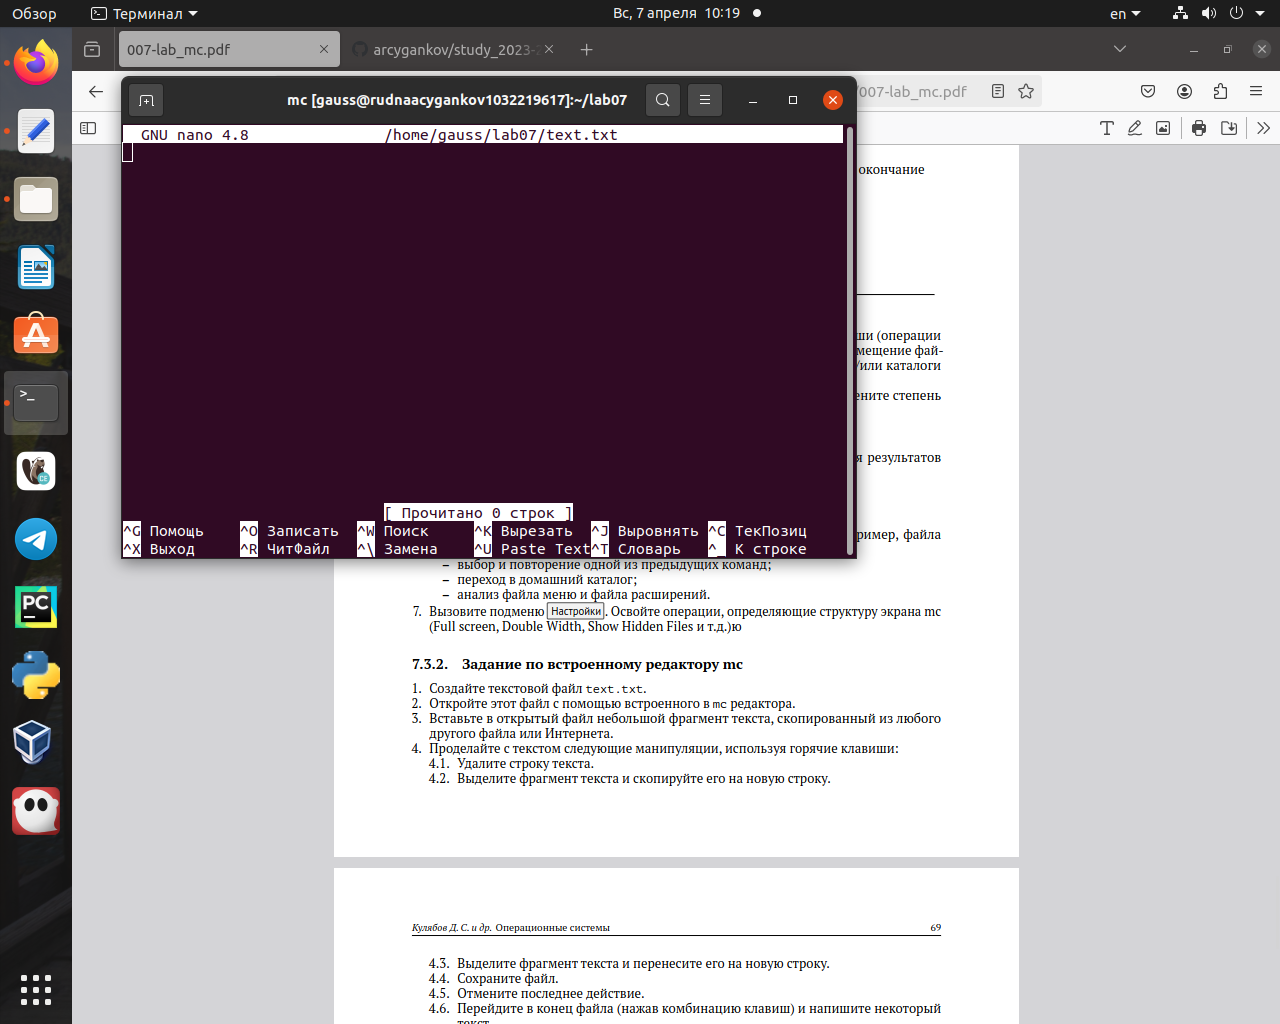 Обзор
Терминал
Вс, 7 апреля 10:19
en
007-lab_mc.pdf
arcygankov/study_2023-2
/007-lab_mc.pdf
mc [gauss@rudnaacygankov1032219617]:~/lab07
GNU nano 4.8 /home/gauss/lab07/text.txt
[ Прочитано 0 строк ]
^G Помощь ^O Записать ^W Поиск ^K Вырезать ^J Выровнять ^C ТекПозиц
^X Выход ^R ЧитФайл ^\ Замена ^U Paste Text ^T Словарь ^_ К строке
окончание
ши (операции
мещение фай-
/или каталоги
ените степень
я результатов
ример, файла
– выбор и повторение одной из предыдущих команд;
– переход в домашний каталог;
– анализ файла меню и файла расширений.
7. Вызовите подменю Настройки. Освойте операции, определяющие структуру экрана mc
(Full screen, Double Width, Show Hidden Files и т.д.)ю
7.3.2. Задание по встроенному редактору mc
1. Создайте текстовой файл text.txt.
2. Откройте этот файл с помощью встроенного в mc редактора.
3. Вставьте в открытый файл небольшой фрагмент текста, скопированный из любого
другого файла или Интернета.
4. Проделайте с текстом следующие манипуляции, используя горячие клавиши:
4.1. Удалите строку текста.
4.2. Выделите фрагмент текста и скопируйте его на новую строку.
Кулябов Д. С. и др. Операционные системы 69
4.3. Выделите фрагмент текста и перенесите его на новую строку.
4.4. Сохраните файл.
4.5. Отмените последнее действие.
4.6. Перейдите в конец файла (нажав комбинацию клавиш) и напишите некоторый
текст